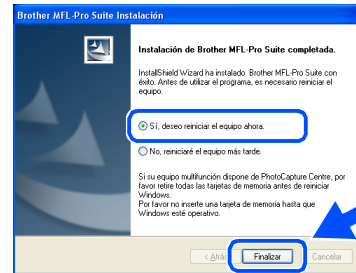 Brother MFL-Pro Suite Instalación
Instalación de Brother MFL-Pro Suite completada.
InstallShield Wizard ha instalado Brother MFL-Pro Suite con
éxito. Antes de utilizar el programa, es necesario reiniciar el
equipo.
Sí, deseo reiniciar el equipo ahora.
No, reiniciaré el equipo más tarde.
Si su equipo multifunción dispone de PhotoCapture Centre, por
favor retire todas las tarjetas de memoria antes de reiniciar
Windows.
Por favor no inserte una tarjeta de memoria hasta que
Windows esté operativo.
< Atrás
Finalizar
Cancelar